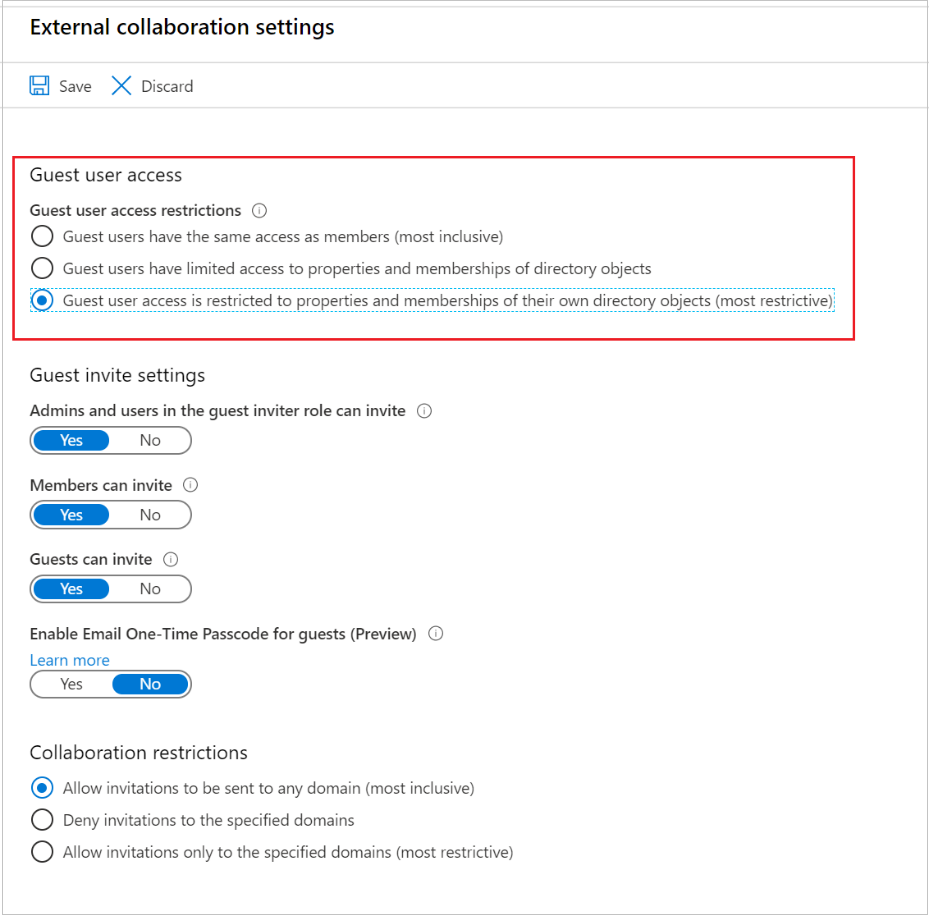 External collaboration settings
Save Discard
Guest user access
Guest user access restrictions
Guest users have the same access as members (most inclusive)
Guest users have limited access to properties and memberships of directory objects
Guest user access is restricted to properties and memberships of their own directory objects (most restrictive)
Guest invite settings
Admins and users in the guest inviter role can invite
Yes No
Members can invite
Yes No
Guests can invite
Yes No
Enable Email One-Time Passcode for guests (Preview)
Learn more
Yes No
Collaboration restrictions
Allow invitations to be sent to any domain (most inclusive)
Deny invitations to the specified domains
Allow invitations only to the specified domains (most restrictive)